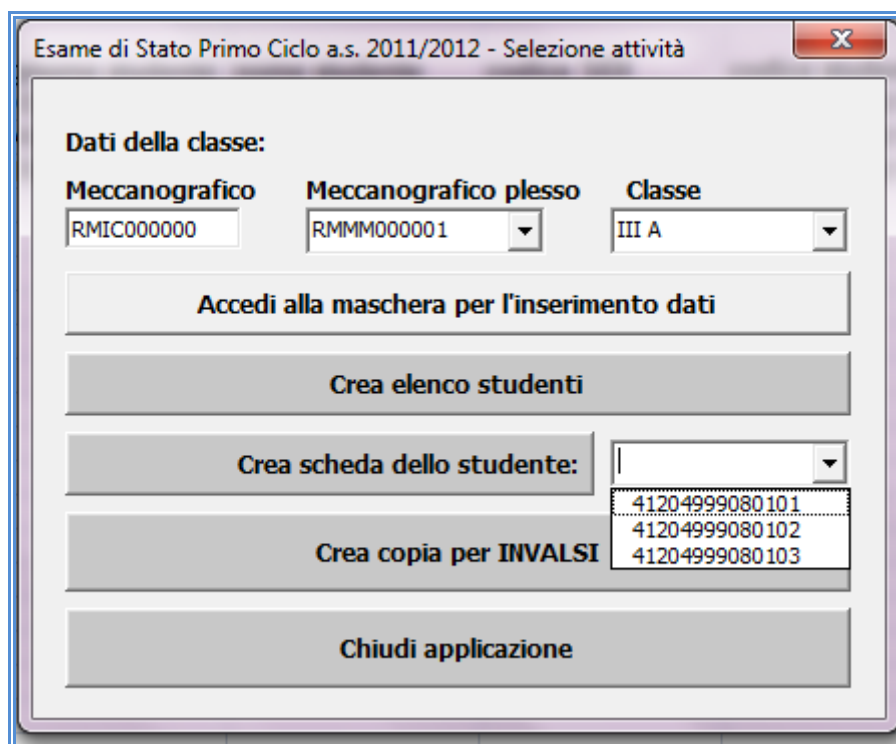 Esame di Stato Primo Ciclo a.s. 2011/2012 - Selezione attività
Dati della classe:
Meccanografico Meccanografico plesso Classe
RMIC000000 RMMM000001 III A
Accedi alla maschera per l'inserimento dati
Crea elenco studenti
Crea scheda dello studente:
41204999080101
41204999080102
41204999080103
Crea copia per INVALSI
Chiudi applicazione